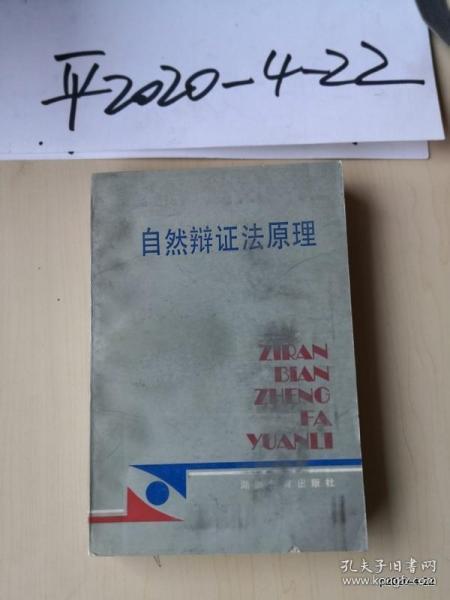 平2020-4-22
自然辩证法原理
ZIRAN
BIAN
ZHENG
FA
YUANLI
出版社
孔夫子旧书网